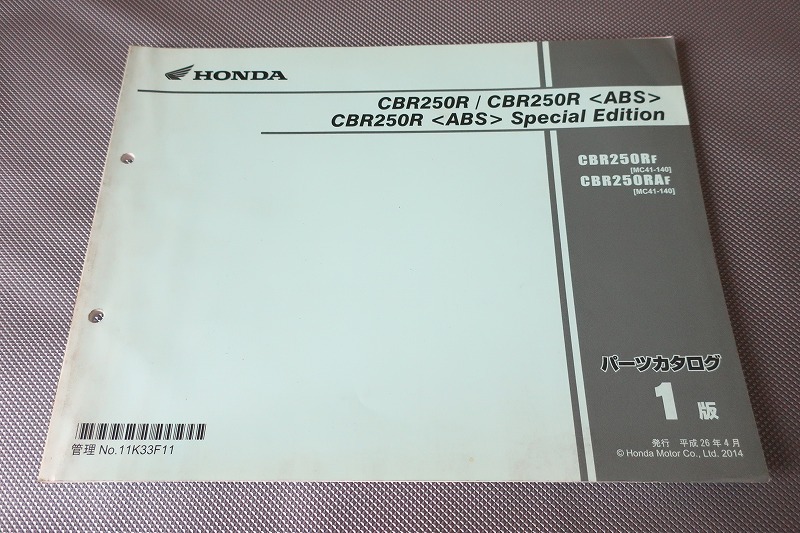 HONDA
CBR250R / CBR250R <ABS>
CBR250R <ABS> Special Edition
CBR250RF
[MC41-140]
CBR250RAF
[MC41-140]
パーツカタログ
1 版
発行 平成26年4月
© Honda Motor Co., Ltd. 2014
管理 No.11K33F11